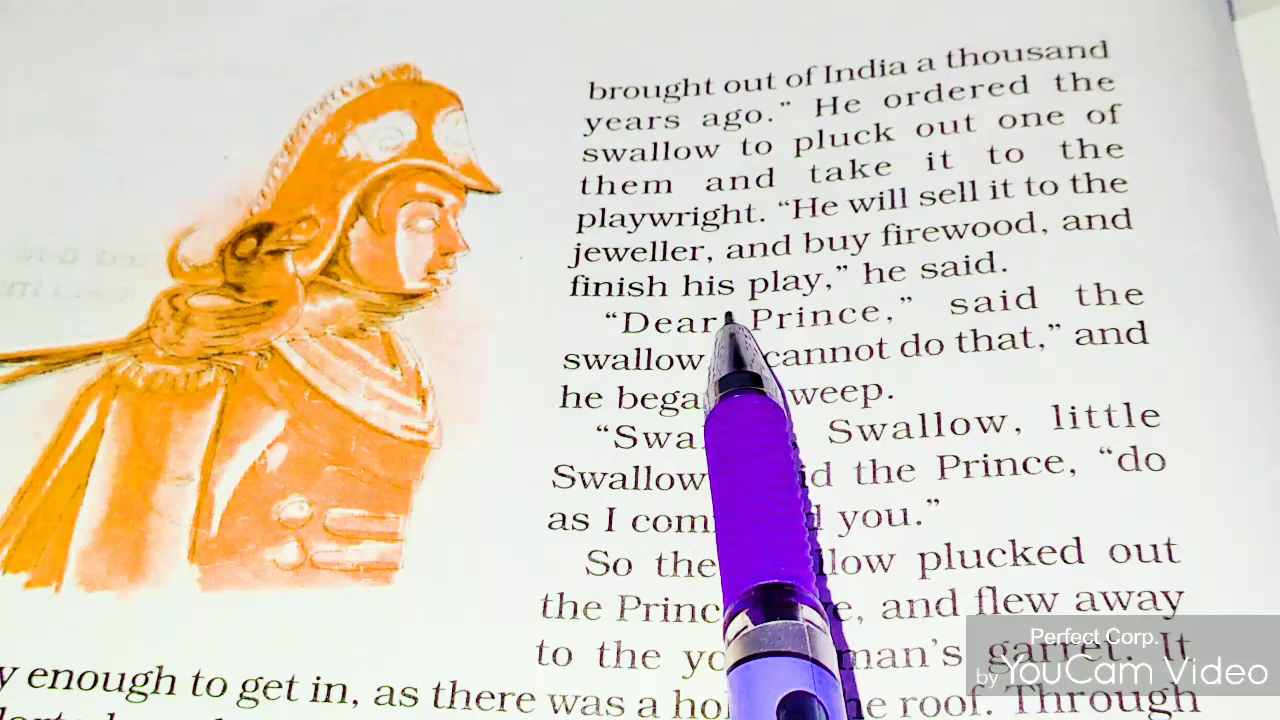 brought out of India a thousand
years ago.” He ordered the
swallow to pluck out one of
them and take it to the
playwright. “He will sell it to the
jeweller, and buy firewood, and
finish his play,” he said.
“Dear Prince,” said the
swallow cannot do that,” and
he bega weep.
“Swa Swallow, little
Swallow id the Prince, “do
as I com d you.”
So the llow plucked out
the Princ e, and flew away
to the yo man’s garret. It
y enough to get in, as there was a ho e roof. Through
Perfect Corp.
by YouCam Video